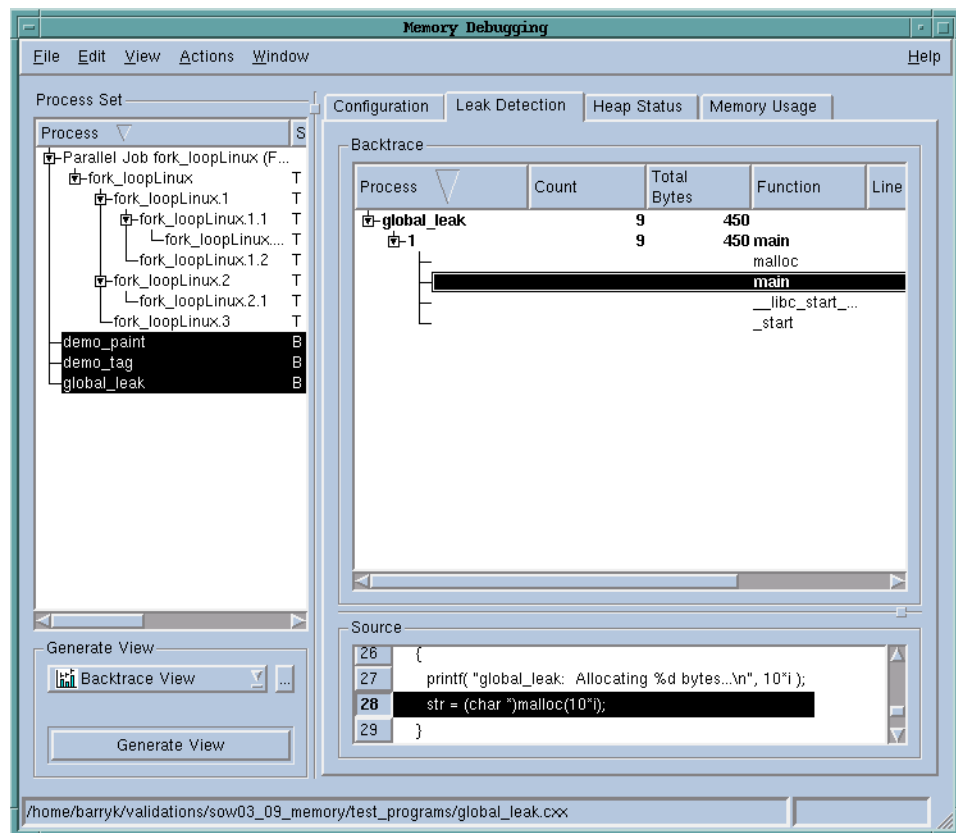 Memory Debugging
File Edit View Actions Window Help
Process Set
Process S
Parallel Job fork_loopLinux (F...
fork_loopLinux T
fork_loopLinux.1 T
fork_loopLinux.1.1 T
fork_loopLinux.... T
fork_loopLinux.1.2 T
fork_loopLinux.2 T
fork_loopLinux.2.1 T
fork_loopLinux.3 T
demo_paint B
demo_tag B
global_leak B
Generate View
Backtrace View ...
Generate View
Configuration Leak Detection Heap Status Memory Usage
Backtrace
Process Count Total Bytes Function Line
global_leak 9 450
1 9 450 main
malloc
main
__libc_start_...
_start
Source
26 {
27 printf( "global_leak: Allocating %d bytes...\n", 10*i );
28 str = (char *)malloc(10*i);
29 }
/home/barryk/validations/sow03_09_memory/test_programs/global_leak.cxx